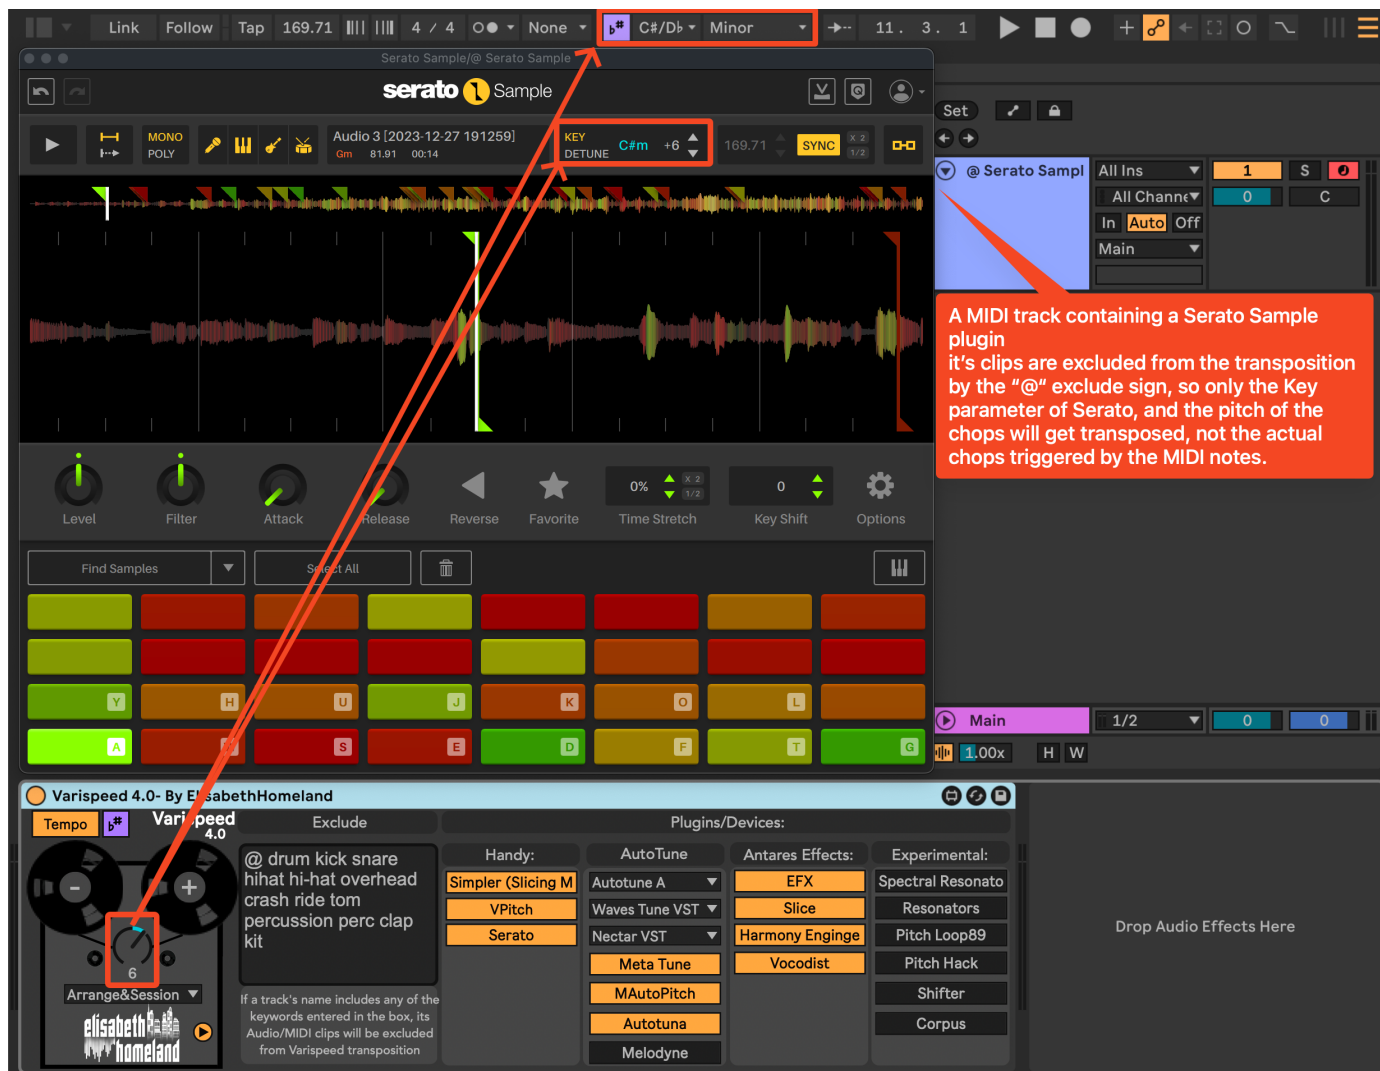 Link Follow Tap 169.71 4 / 4 None C#/D♭ Minor 11. 3. 1
Serato Sample/@ Serato Sample
serato Sample
MONO
POLY
Audio 3 [2023-12-27 191259]
Gm 81.91 00:14
KEY
DETUNE
C#m +6
169.71
SYNC
X 2
1/2
Set
@ Serato Sampl
All Ins
All Channe
In Auto Off
Main
1 S
0 C
A MIDI track containing a Serato Sample
plugin
it's clips are excluded from the transposition
by the "@" exclude sign, so only the Key
parameter of Serato, and the pitch of the
chops will get transposed, not the actual
chops triggered by the MIDI notes.
0%
X 2
1/2
0
Level Filter Attack Release Reverse Favorite Time Stretch Key Shift Options
Find Samples Select All
Y H U J K O L
A S E D F T G
Main 1/2 0 0
1.00x H W
Varispeed 4.0- By ElisabethHomeland
Tempo ♭#
Varispeed
4.0
- +
6
Arrange&Session
elisabeth
homeland
Exclude
@ drum kick snare
hihat hi-hat overhead
crash ride tom
percussion perc clap
kit
If a track's name includes any of the
keywords entered in the box, its
Audio/MIDI clips will be excluded
from Varispeed transposition
Plugins/Devices:
Handy:
Simpler (Slicing M
VPitch
Serato
AutoTune
Autotune A
Waves Tune VST
Nectar VST
Meta Tune
MAutoPitch
Autotuna
Melodyne
Antares Effects:
EFX
Slice
Harmony Enginge
Vocodist
Experimental:
Spectral Resonato
Resonators
Pitch Loop89
Pitch Hack
Shifter
Corpus
Drop Audio Effects Here